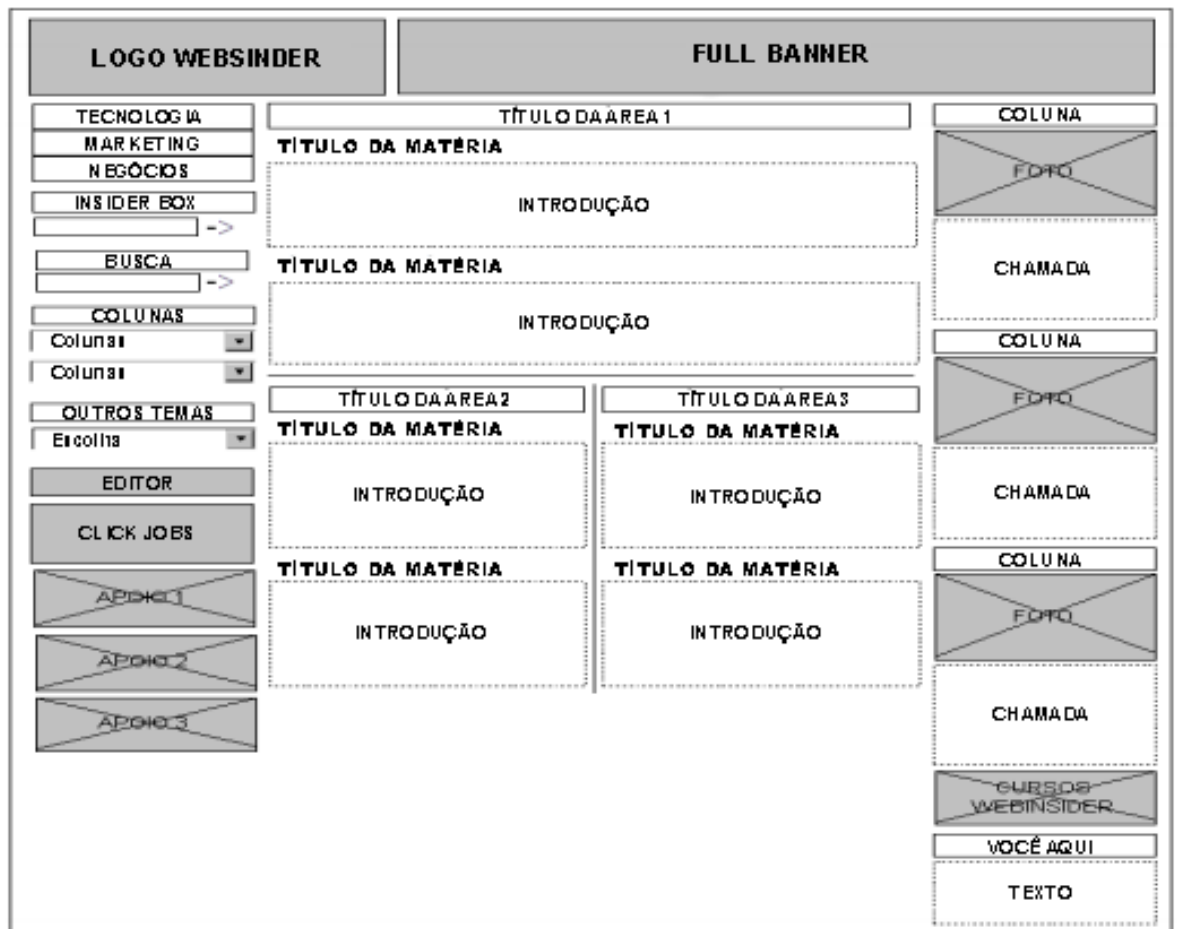 LOGO WEBSINDER
FULL BANNER
TECNOLOGIA
MARKETING
NEGÓCIOS
INSIDER BOX
->
BUSCA
->
COLUNAS
Colunas
Colunas
OUTROS TEMAS
Escolha
EDITOR
CLICK JOBS
APOIO 1
APOIO 2
APOIO 3
TÍTULO DA ÁREA 1
TÍTULO DA MATÉRIA
INTRODUÇÃO
TÍTULO DA MATÉRIA
INTRODUÇÃO
TÍTULO DA ÁREA 2
TÍTULO DA MATÉRIA
INTRODUÇÃO
TÍTULO DA MATÉRIA
INTRODUÇÃO
TÍTULO DA ÁREA 3
TÍTULO DA MATÉRIA
INTRODUÇÃO
TÍTULO DA MATÉRIA
INTRODUÇÃO
COLUNA
FOTO
CHAMADA
COLUNA
FOTO
CHAMADA
COLUNA
FOTO
CHAMADA
CURSOS
WEBINSIDER
VOCÊ AQUI
TEXTO